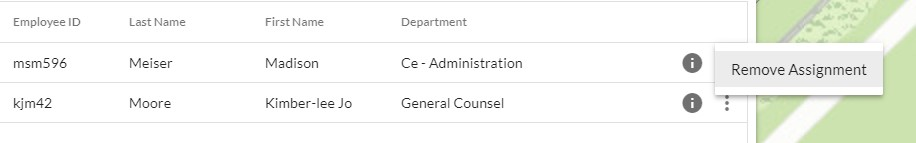 Employee ID Last Name First Name Department
msm596 Meiser Madison Ce - Administration
Remove Assignment
kjm42 Moore Kimber-lee Jo General Counsel